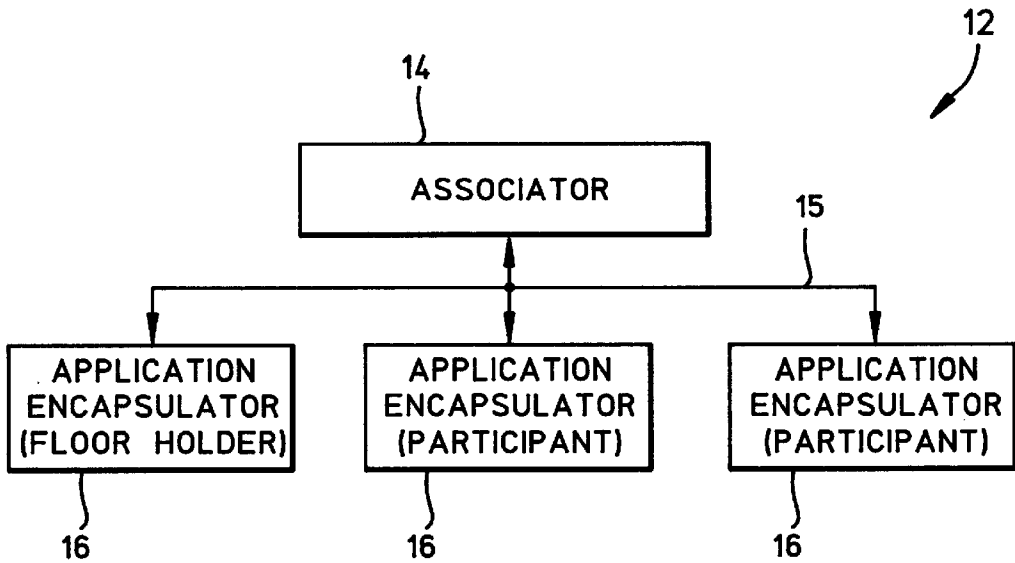 12
14
ASSOCIATOR
15
APPLICATION
ENCAPSULATOR
(FLOOR HOLDER)
APPLICATION
ENCAPSULATOR
(PARTICIPANT)
APPLICATION
ENCAPSULATOR
(PARTICIPANT)
16
16
16